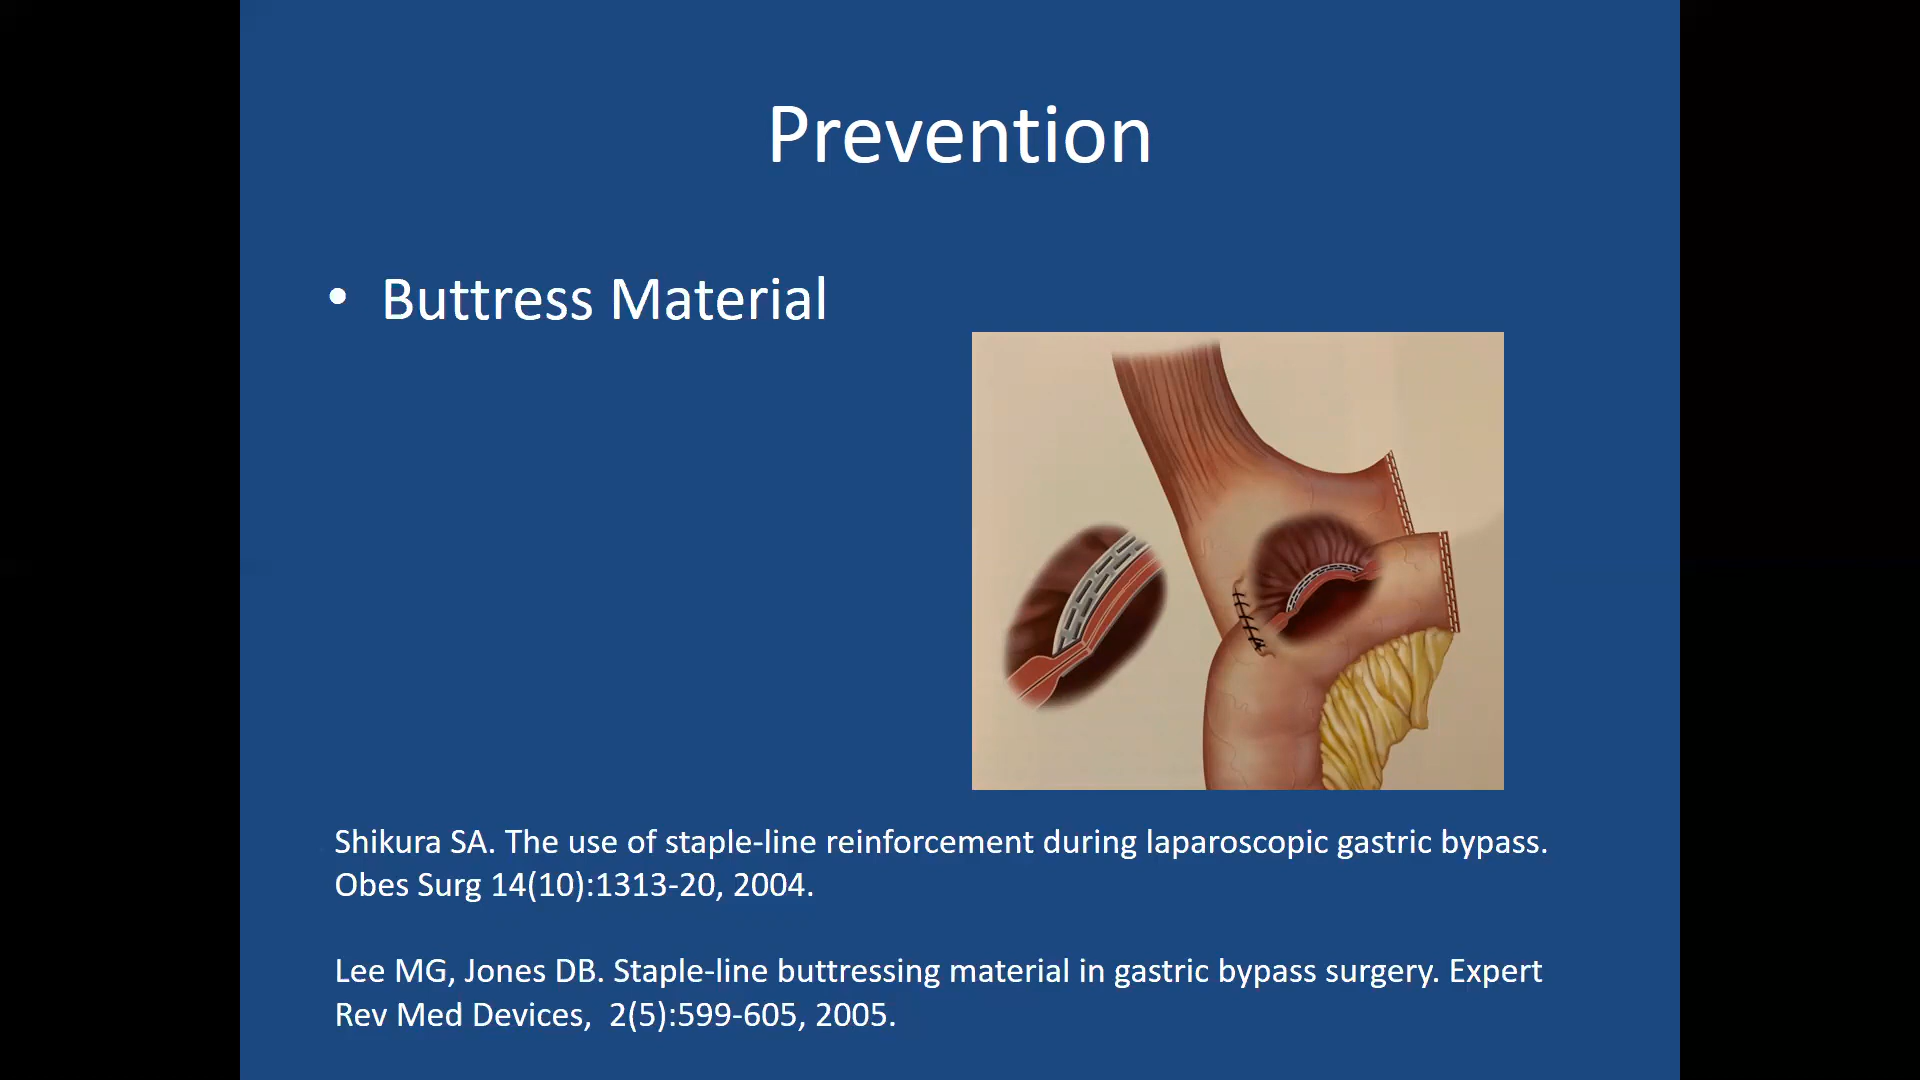 Prevention
• Buttress Material
Shikura SA. The use of staple-line reinforcement during laparoscopic gastric bypass.
Obes Surg 14(10):1313-20, 2004.
Lee MG, Jones DB. Staple-line buttressing material in gastric bypass surgery. Expert
Rev Med Devices,  2(5):599-605, 2005.